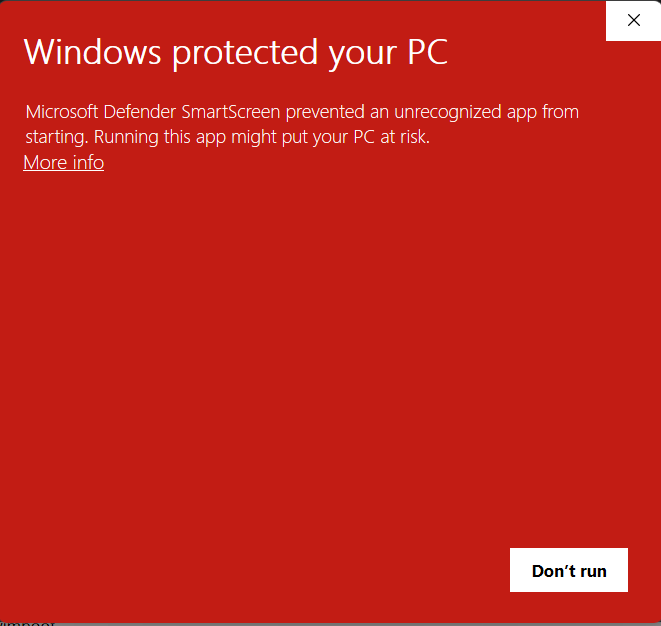 Windows protected your PC
Microsoft Defender SmartScreen prevented an unrecognized app from
starting. Running this app might put your PC at risk.
More info
Don't run